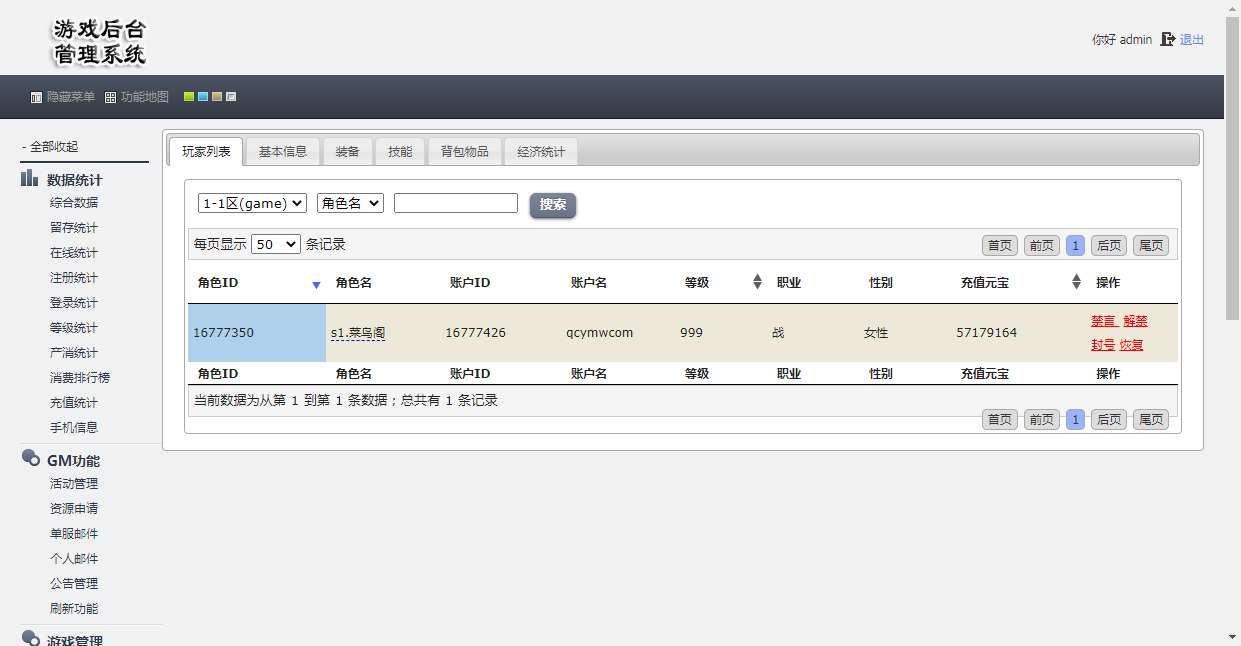 游戏后台
管理系统
你好 admin 退出
隐藏菜单 功能地图
- 全部收起
数据统计
综合数据
留存统计
在线统计
注册统计
登录统计
等级统计
产消统计
消费排行榜
充值统计
手机信息
GM功能
活动管理
资源申请
单服邮件
个人邮件
公告管理
刷新功能
游戏管理
玩家列表 基本信息 装备 技能 背包物品 经济统计
1-1区(game) 角色名 搜索
每页显示 50 条记录 首页 前页 1 后页 尾页
角色ID 角色名 账户ID 账户名 等级 职业 性别 充值元宝 操作
16777350 s1.菜鸟阁 16777426 qcymwcom 999 战 女性 57179164 禁言 解禁
封号 恢复
角色ID 角色名 账户ID 账户名 等级 职业 性别 充值元宝 操作
当前数据为从第 1 到第 1 条数据；总共有 1 条记录
首页 前页 1 后页 尾页